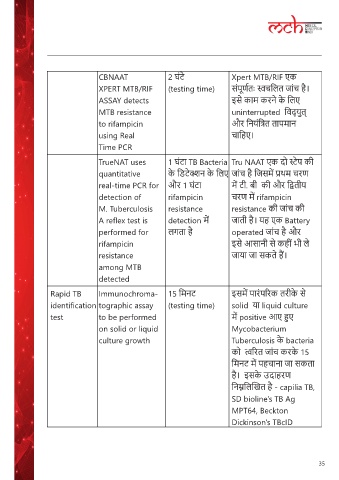 mch
CBNAAT
XPERT MTB/RIF
ASSAY detects
MTB resistance
to rifampicin
using Real
Time PCR
2 घंटे
(testing time)
Xpert MTB/RIF एक
संपूर्णतः स्वचलित जांच है।
इसे काम करने के लिए
uninterrupted विद्युत्
और नियंत्रित तापमान
चाहिए।
TrueNAT uses
quantitative
real-time PCR for
detection of
M. Tuberculosis
A reflex test is
performed for
rifampicin
resistance
among MTB
detected
1 घंटा TB Bacteria
के डिटेक्शन के लिए
और 1 घंटा
rifampicin
resistance
detection में
लगता है
Tru NAAT एक दो स्टेप की
जांच है जिसमें प्रथम चरण
में टी. बी की और द्वितीय
चरण में rifampicin
resistance की जांच की
जाती है। यह एक Battery
operated जांच है और
इसे आसानी से कहीं भी ले
जाया जा सकते हैं।
Rapid TB
identification
test
Immunochroma-
tographic assay
to be performed
on solid or liquid
culture growth
15 मिनट
(testing time)
इसमें पारंपरिक तरीके से
solid या liquid culture
में positive आए हुए
Mycobacterium
Tuberculosis के bacteria
को त्वरित जांच करके 15
मिनट में पहचाना जा सकता
है। इसके उदाहरण
निम्नलिखित है - capilia TB,
SD bioline's TB Ag
MPT64, Beckton
Dickinson's TBcID
35